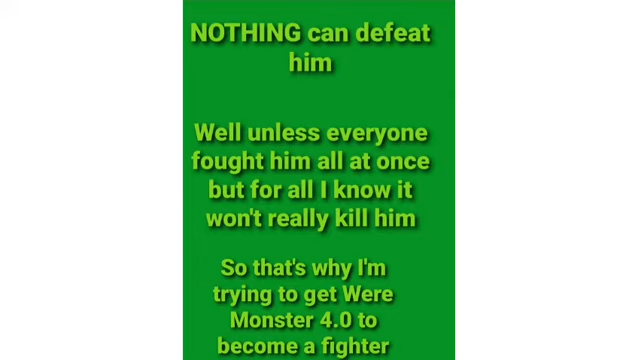 NOTHING can defeat
him
Well unless everyone
fought him all at once
but for all I know it
won't really kill him
So that's why I'm
trying to get Were
Monster 4.0 to
become a fighter